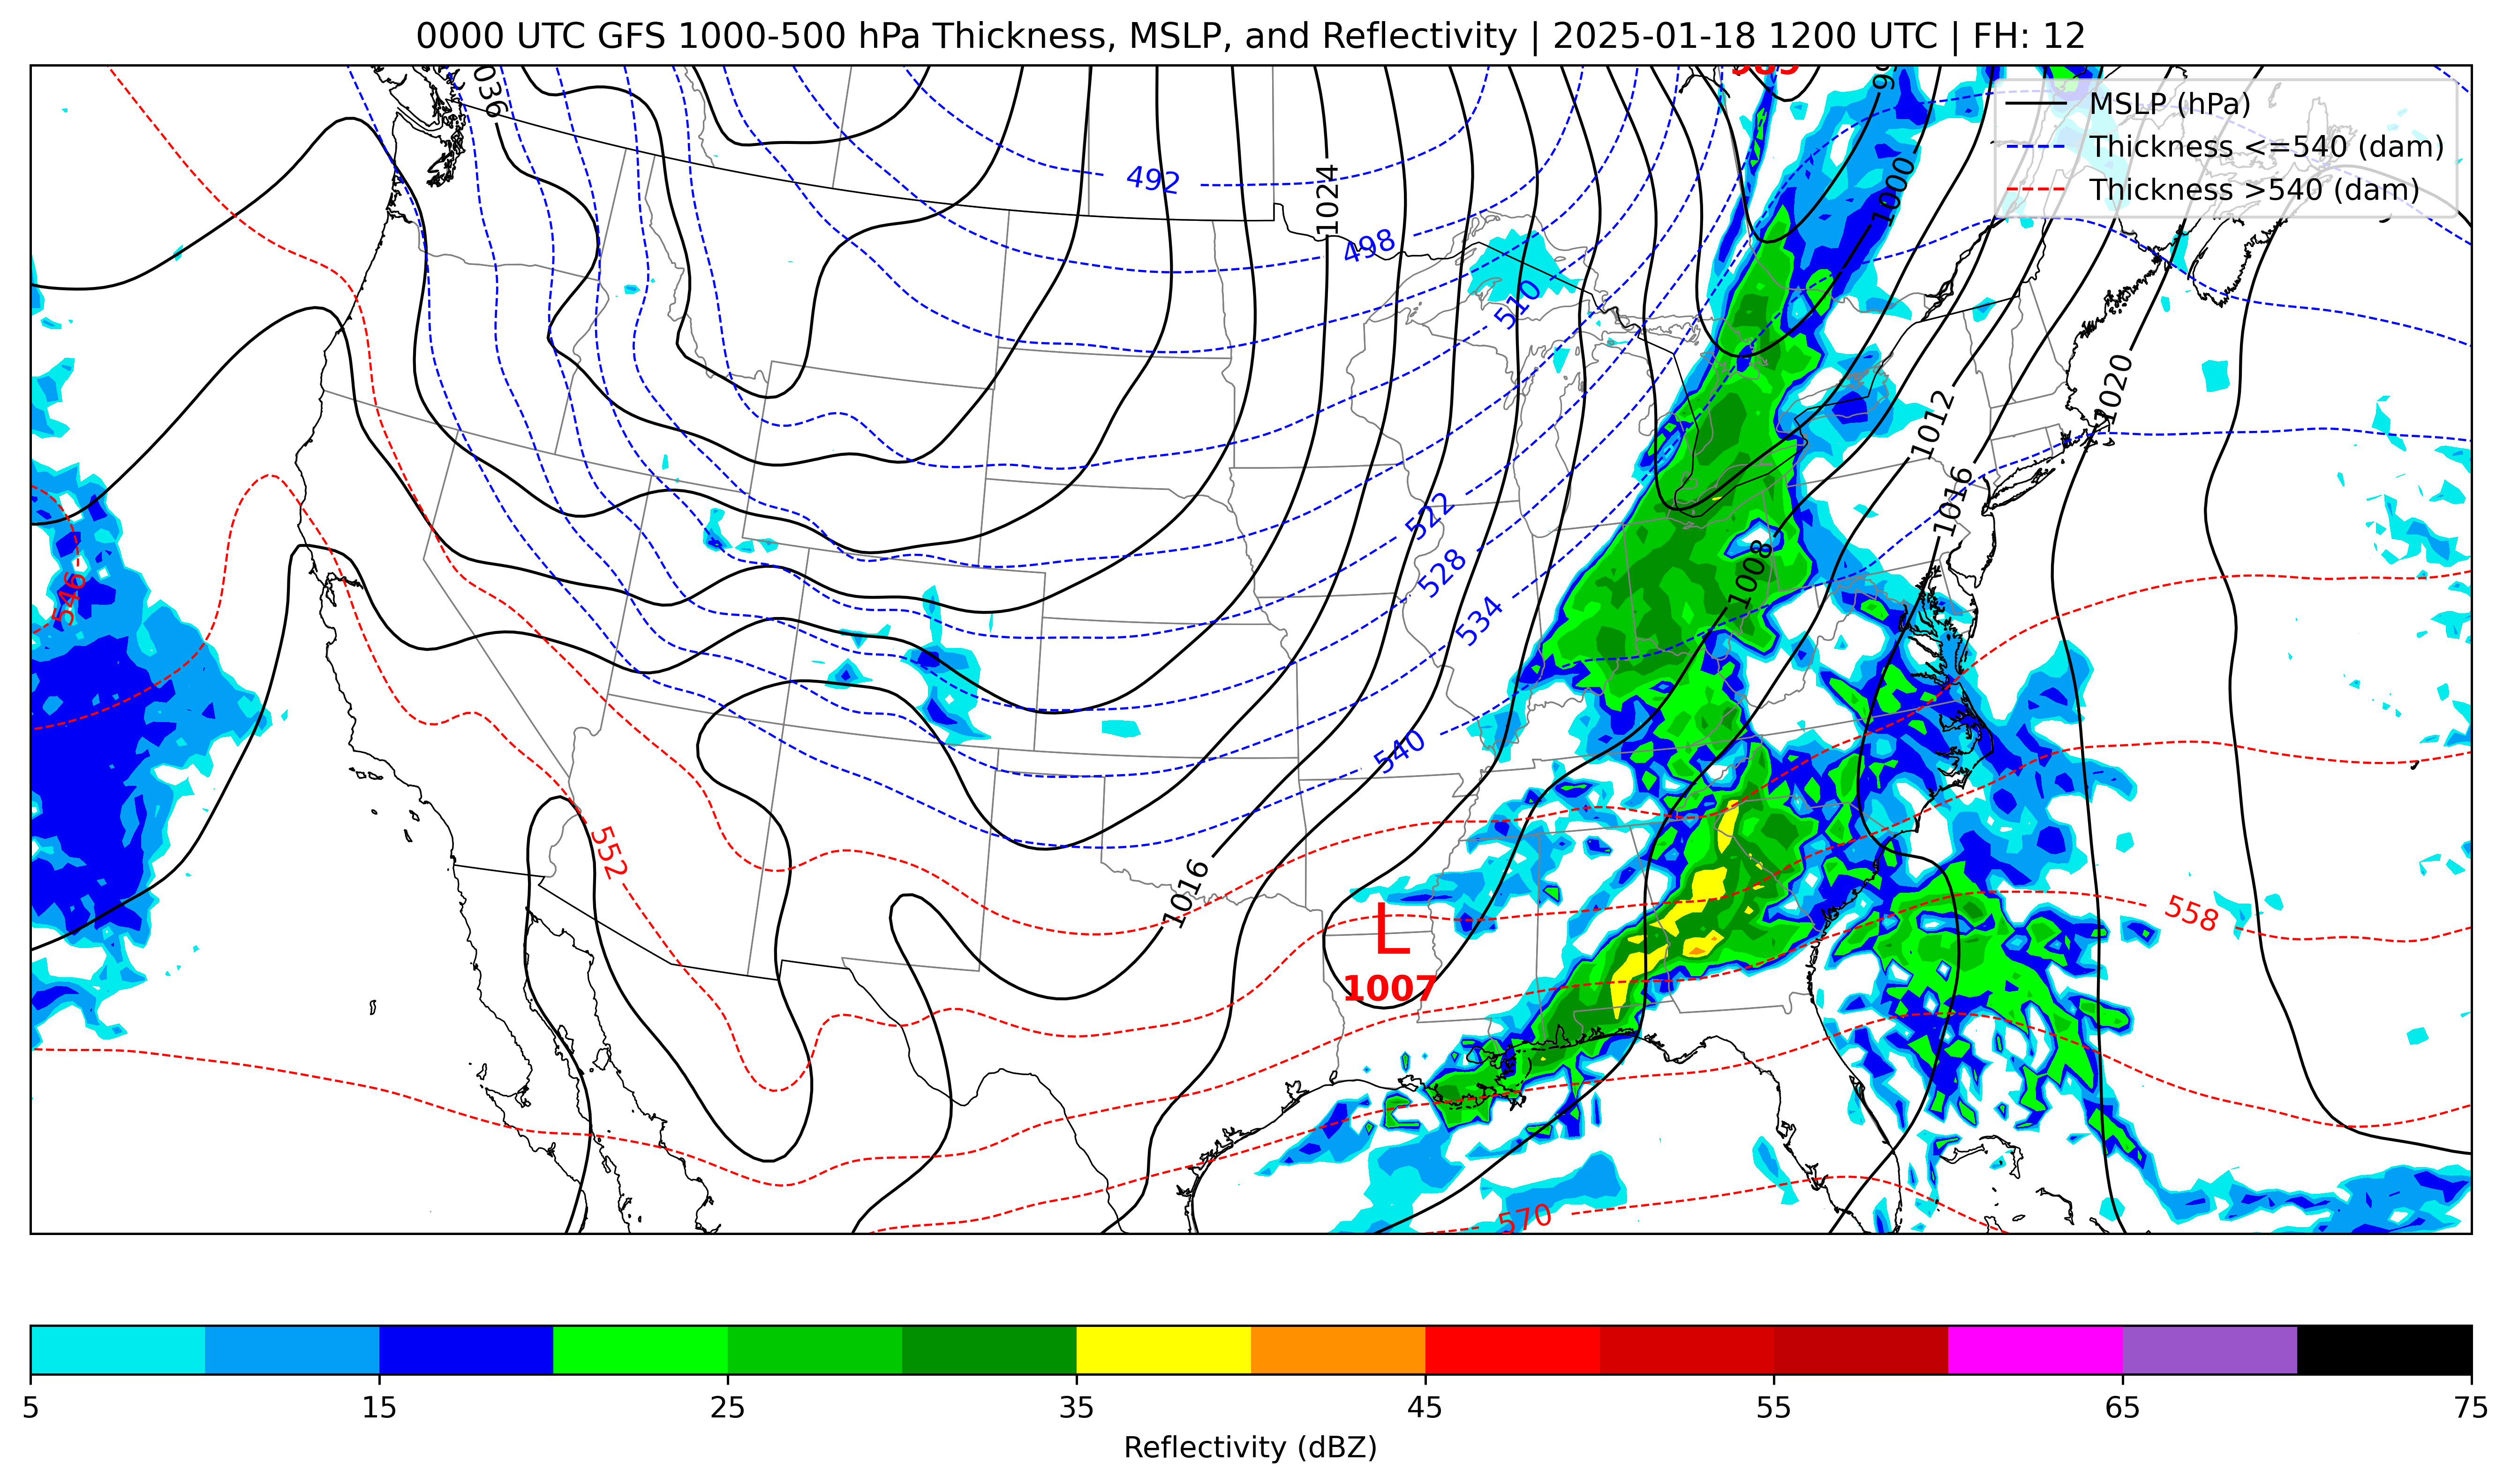 0000 UTC GFS 1000-500 hPa Thickness, MSLP, and Reflectivity | 2025-01-18 1200 UTC | FH: 12
MSLP (hPa)
Thickness <=540 (dam)
Thickness >540 (dam)
492
1024
1000
498
510
1020
1012
522
1016
528
1008
546
534
540
552
1016
558
L
1007
570
5 15 25 35 45 55 65 75
Reflectivity (dBZ)